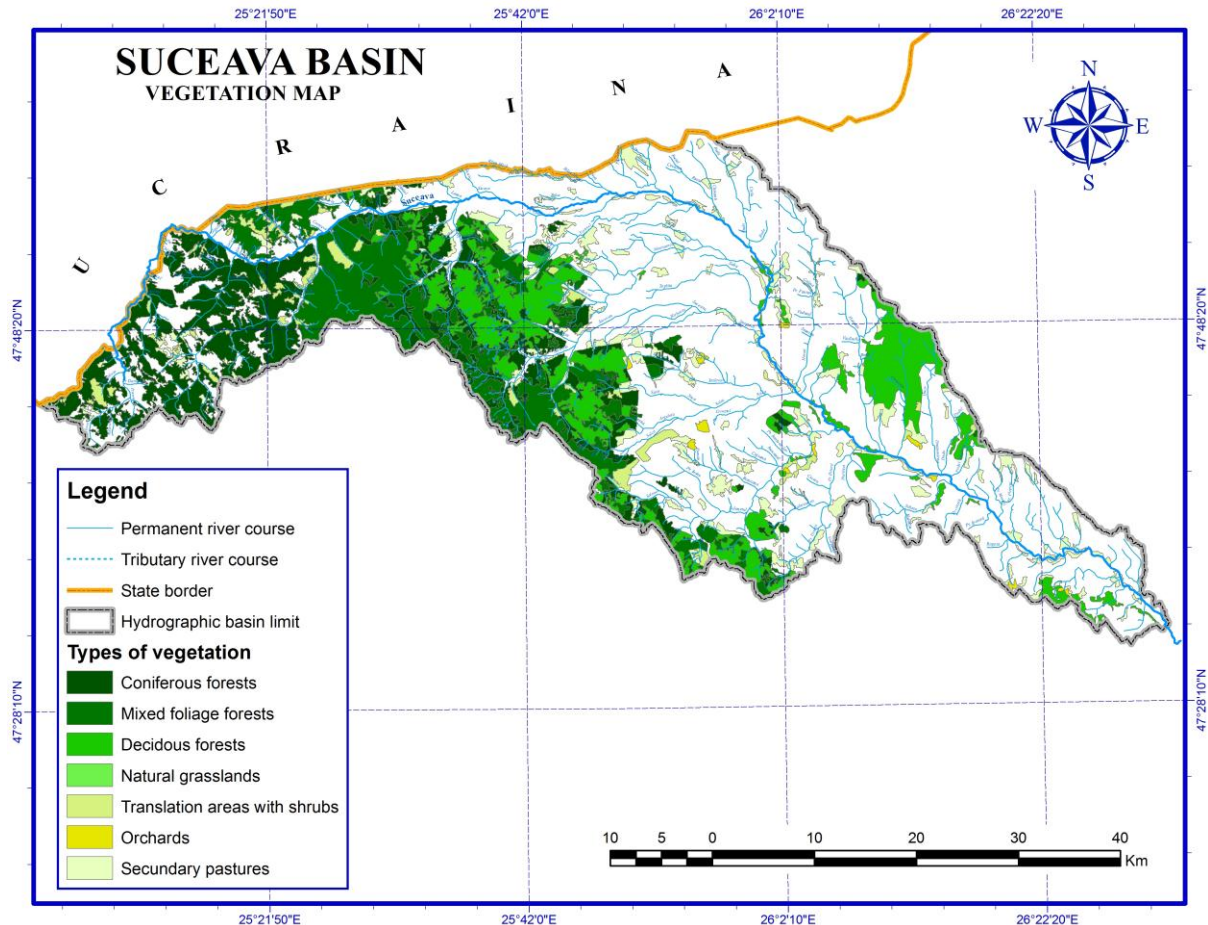 25°21'50"E 25°42'0"E 26°2'10"E 26°22'20"E
SUCEAVA BASIN
VEGETATION MAP
U C R A I N A
N
W E
S
Suceava
47°48'20"N 47°48'20"N
Legend
Permanent river course
Tributary river course
State border
Hydrographic basin limit
Types of vegetation
Coniferous forests
Mixed foliage forests
Decidous forests
Natural grasslands
Translation areas with shrubs
Orchards
Secundary pastures
47°28'10"N 47°28'10"N
10 5 0 10 20 30 40
Km
25°21'50"E 25°42'0"E 26°2'10"E 26°22'20"E